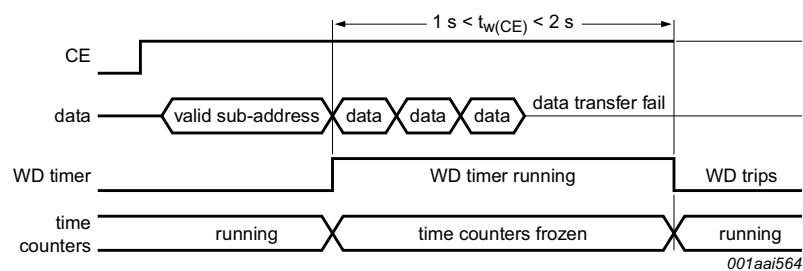 1 s < tw(CE) < 2 s
CE
data valid sub-address data data data data transfer fail
WD timer WD timer running WD trips
time
counters running time counters frozen running
001aai564